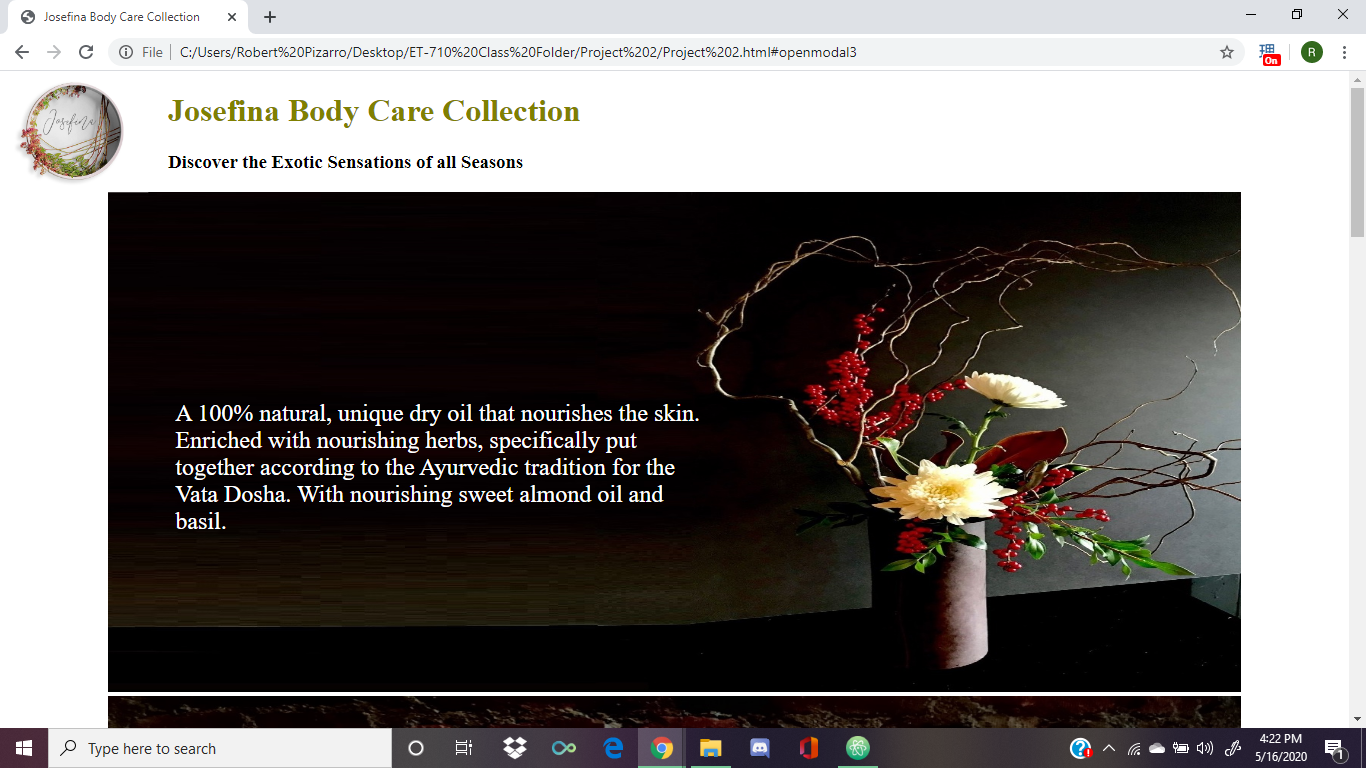 Josefina Body Care Collection
File
C:/Users/Robert%20Pizarro/Desktop/ET-710%20Class%20Folder/Project%202/Project%202.html#openmodal3
On
R
Josefina
Josefina Body Care Collection
Discover the Exotic Sensations of all Seasons
A 100% natural, unique dry oil that nourishes the skin.
Enriched with nourishing herbs, specifically put
together according to the Ayurvedic tradition for the
Vata Dosha. With nourishing sweet almond oil and
basil.
Type here to search
4:22 PM
5/16/2020
1